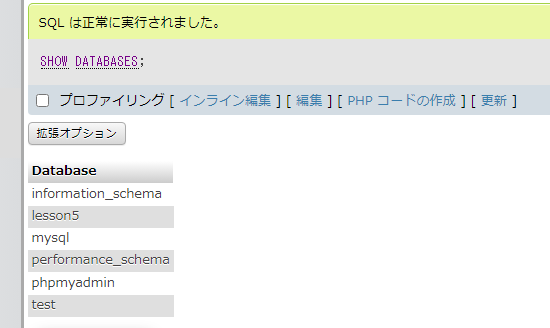 SQL は正常に実行されました。
SHOW DATABASES;
プロファイリング [ インライン編集 ] [ 編集 ] [ PHP コードの作成 ] [ 更新 ]
拡張オプション
Database
information_schema
lesson5
mysql
performance_schema
phpmyadmin
test